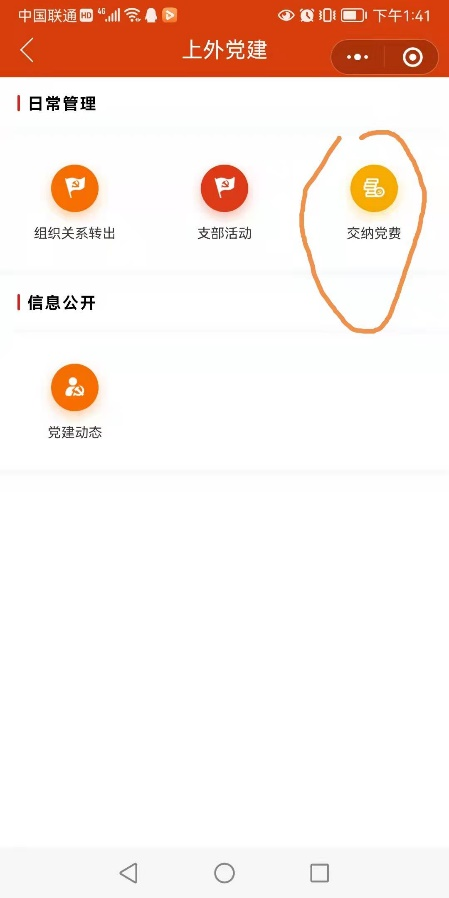 中国联通 HD 4G 下午1:41
上外党建
日常管理
组织关系转出 支部活动 交纳党费
信息公开
党建动态